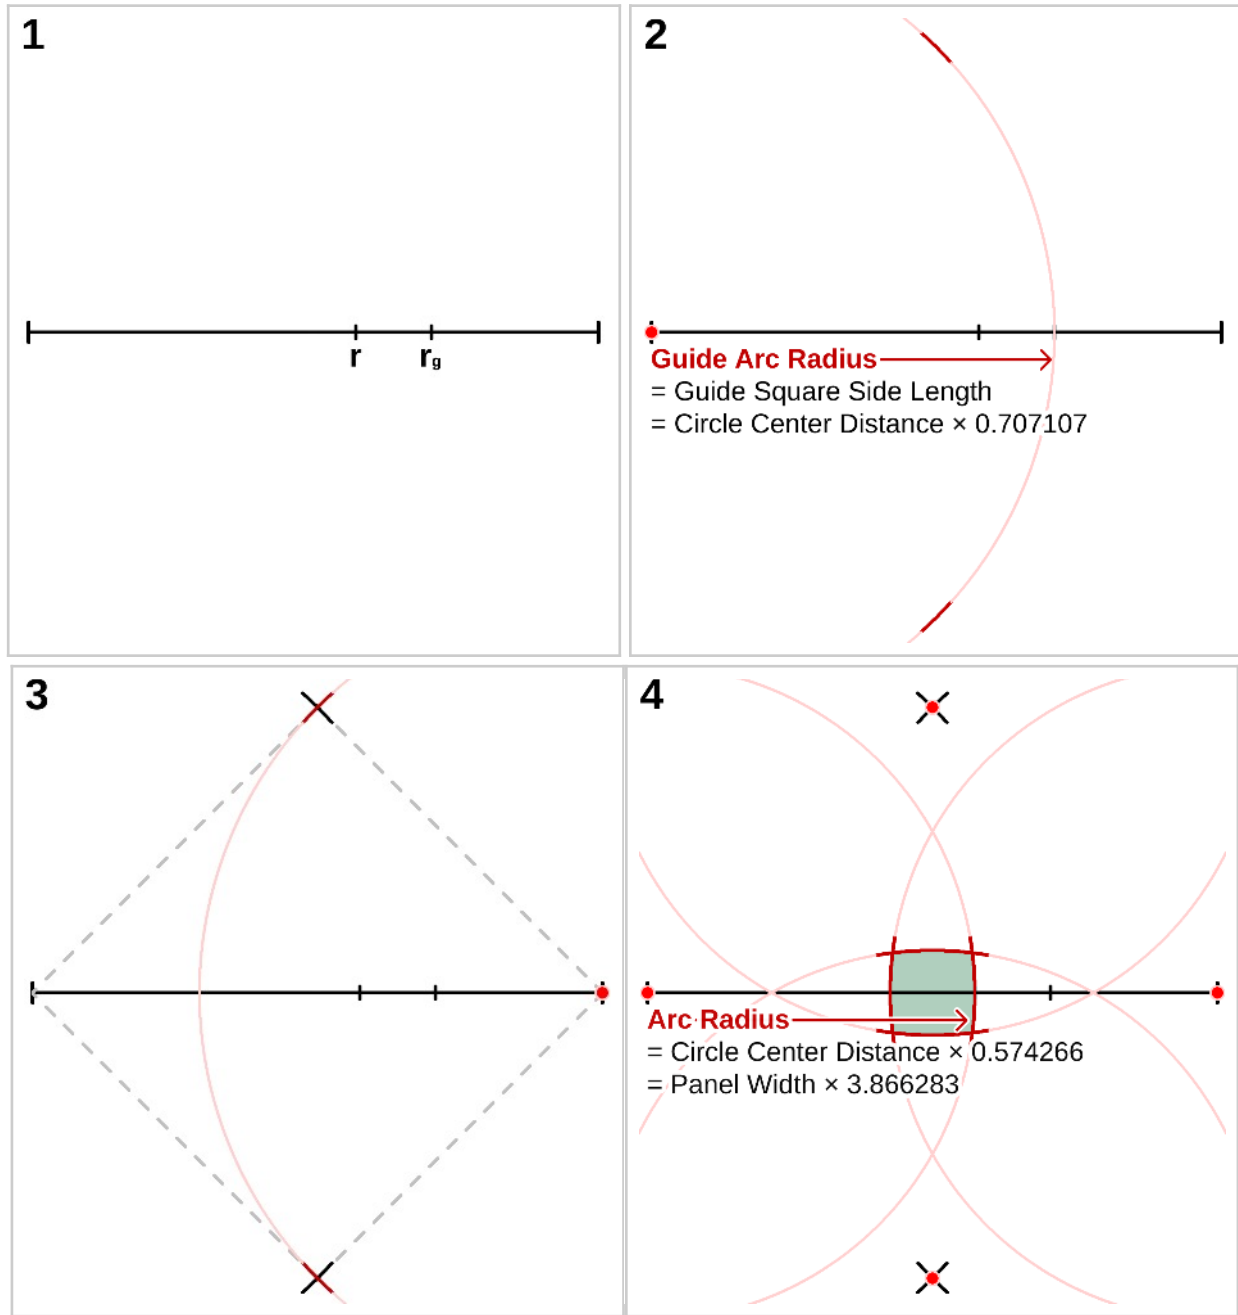 1
r r₉
2
Guide Arc Radius
= Guide Square Side Length
= Circle Center Distance × 0.707107
3
4
Arc Radius
= Circle Center Distance × 0.574266
= Panel Width × 3.866283